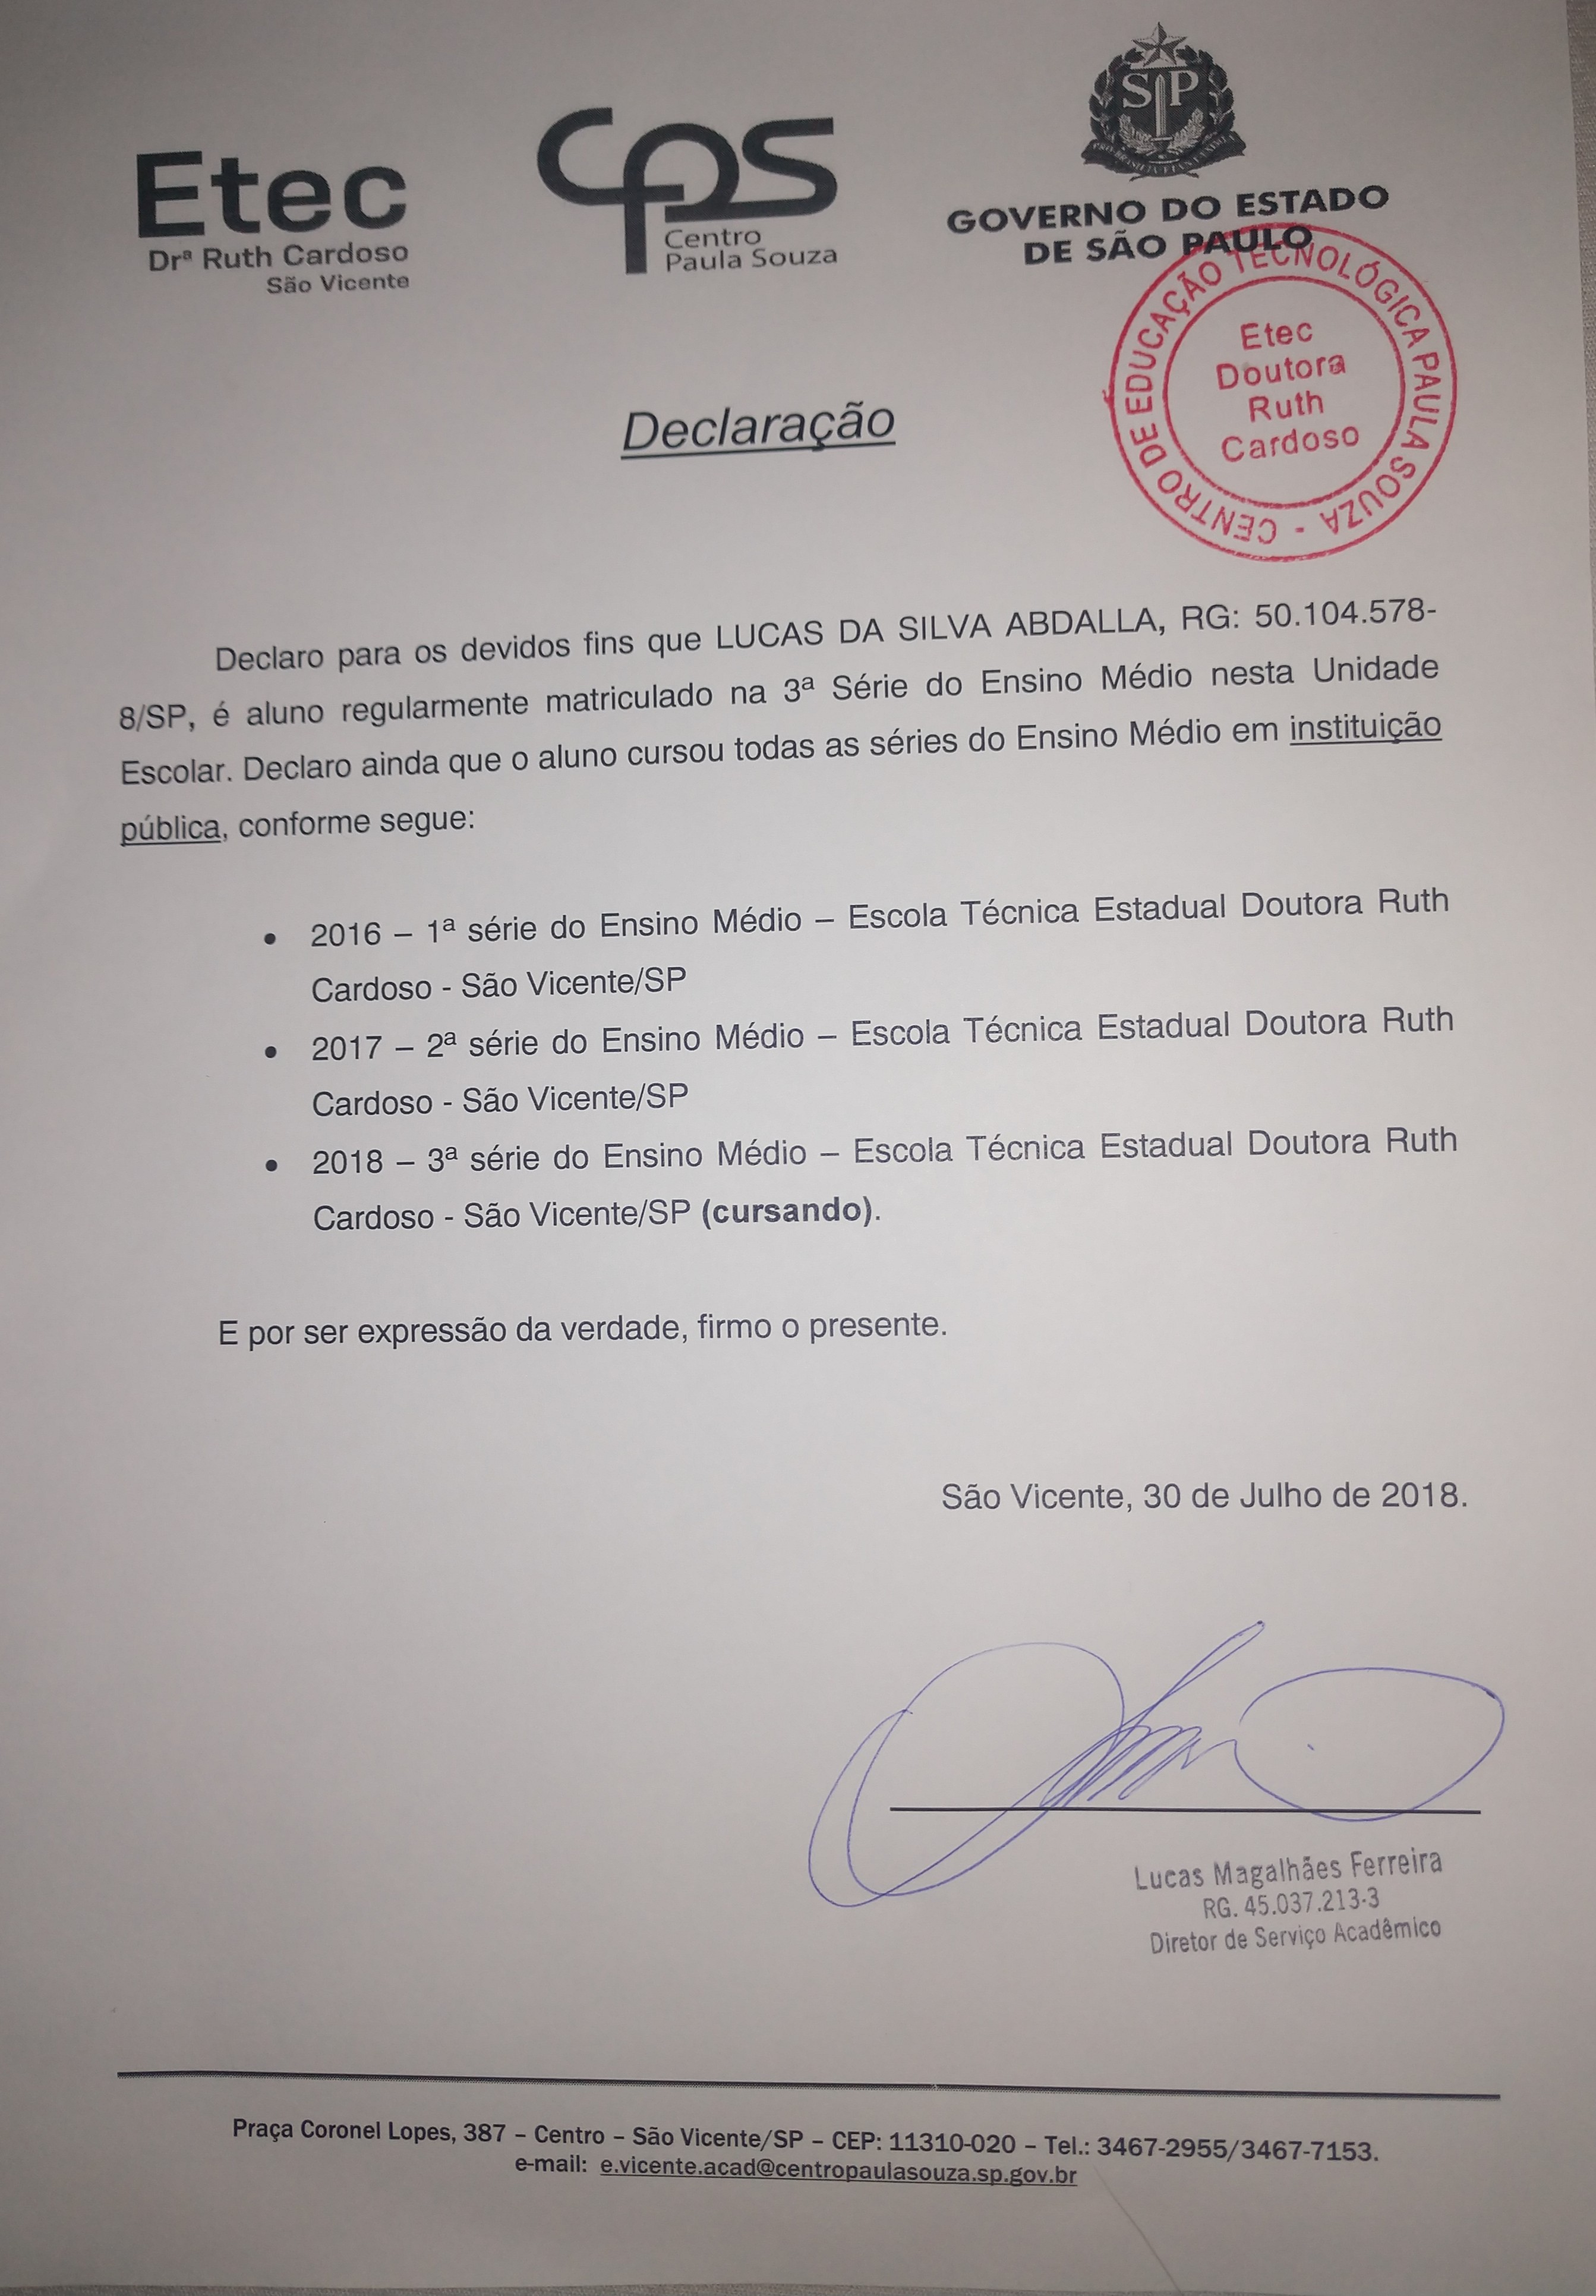 Etec
Drª Ruth Cardoso
São Vicente
cps
Centro
Paula Souza
SP
GOVERNO DO ESTADO
DE SÃO PAULO
CENTRO DE EDUCAÇÃO TECNOLÓGICA PAULA SOUZA -
Etec
Doutora
Ruth
Cardoso
Declaração
Declaro para os devidos fins que LUCAS DA SILVA ABDALLA, RG: 50.104.578-
8/SP, é aluno regularmente matriculado na 3ª Série do Ensino Médio nesta Unidade
Escolar. Declaro ainda que o aluno cursou todas as séries do Ensino Médio em instituição
pública, conforme segue:
• 2016 – 1ª série do Ensino Médio – Escola Técnica Estadual Doutora Ruth
Cardoso - São Vicente/SP
• 2017 – 2ª série do Ensino Médio – Escola Técnica Estadual Doutora Ruth
Cardoso - São Vicente/SP
• 2018 – 3ª série do Ensino Médio – Escola Técnica Estadual Doutora Ruth
Cardoso - São Vicente/SP (cursando).
E por ser expressão da verdade, firmo o presente.
São Vicente, 30 de Julho de 2018.
Lucas Magalhães Ferreira
RG. 45.037.213-3
Diretor de Serviço Acadêmico
Praça Coronel Lopes, 387 – Centro – São Vicente/SP – CEP: 11310-020 – Tel.: 3467-2955/3467-7153.
e-mail: e.vicente.acad@centropaulasouza.sp.gov.br